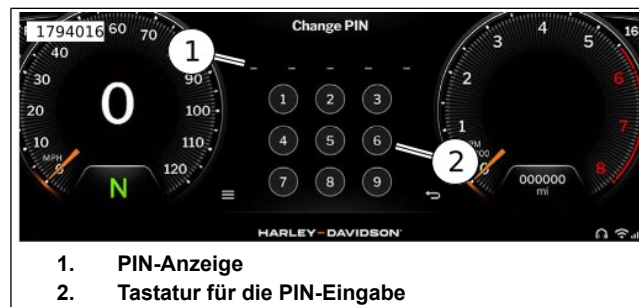 Change PIN
1794016
60
70
16
40
30
20
10
MPH
0
90
100
110
120
0
N
1
_ _ _ _ _
1 2 3
4 5 6
7 8 9
2
1
2
3
4
5
6
7
8
000000
mi
HARLEY-DAVIDSON
1. PIN-Anzeige
2. Tastatur für die PIN-Eingabe